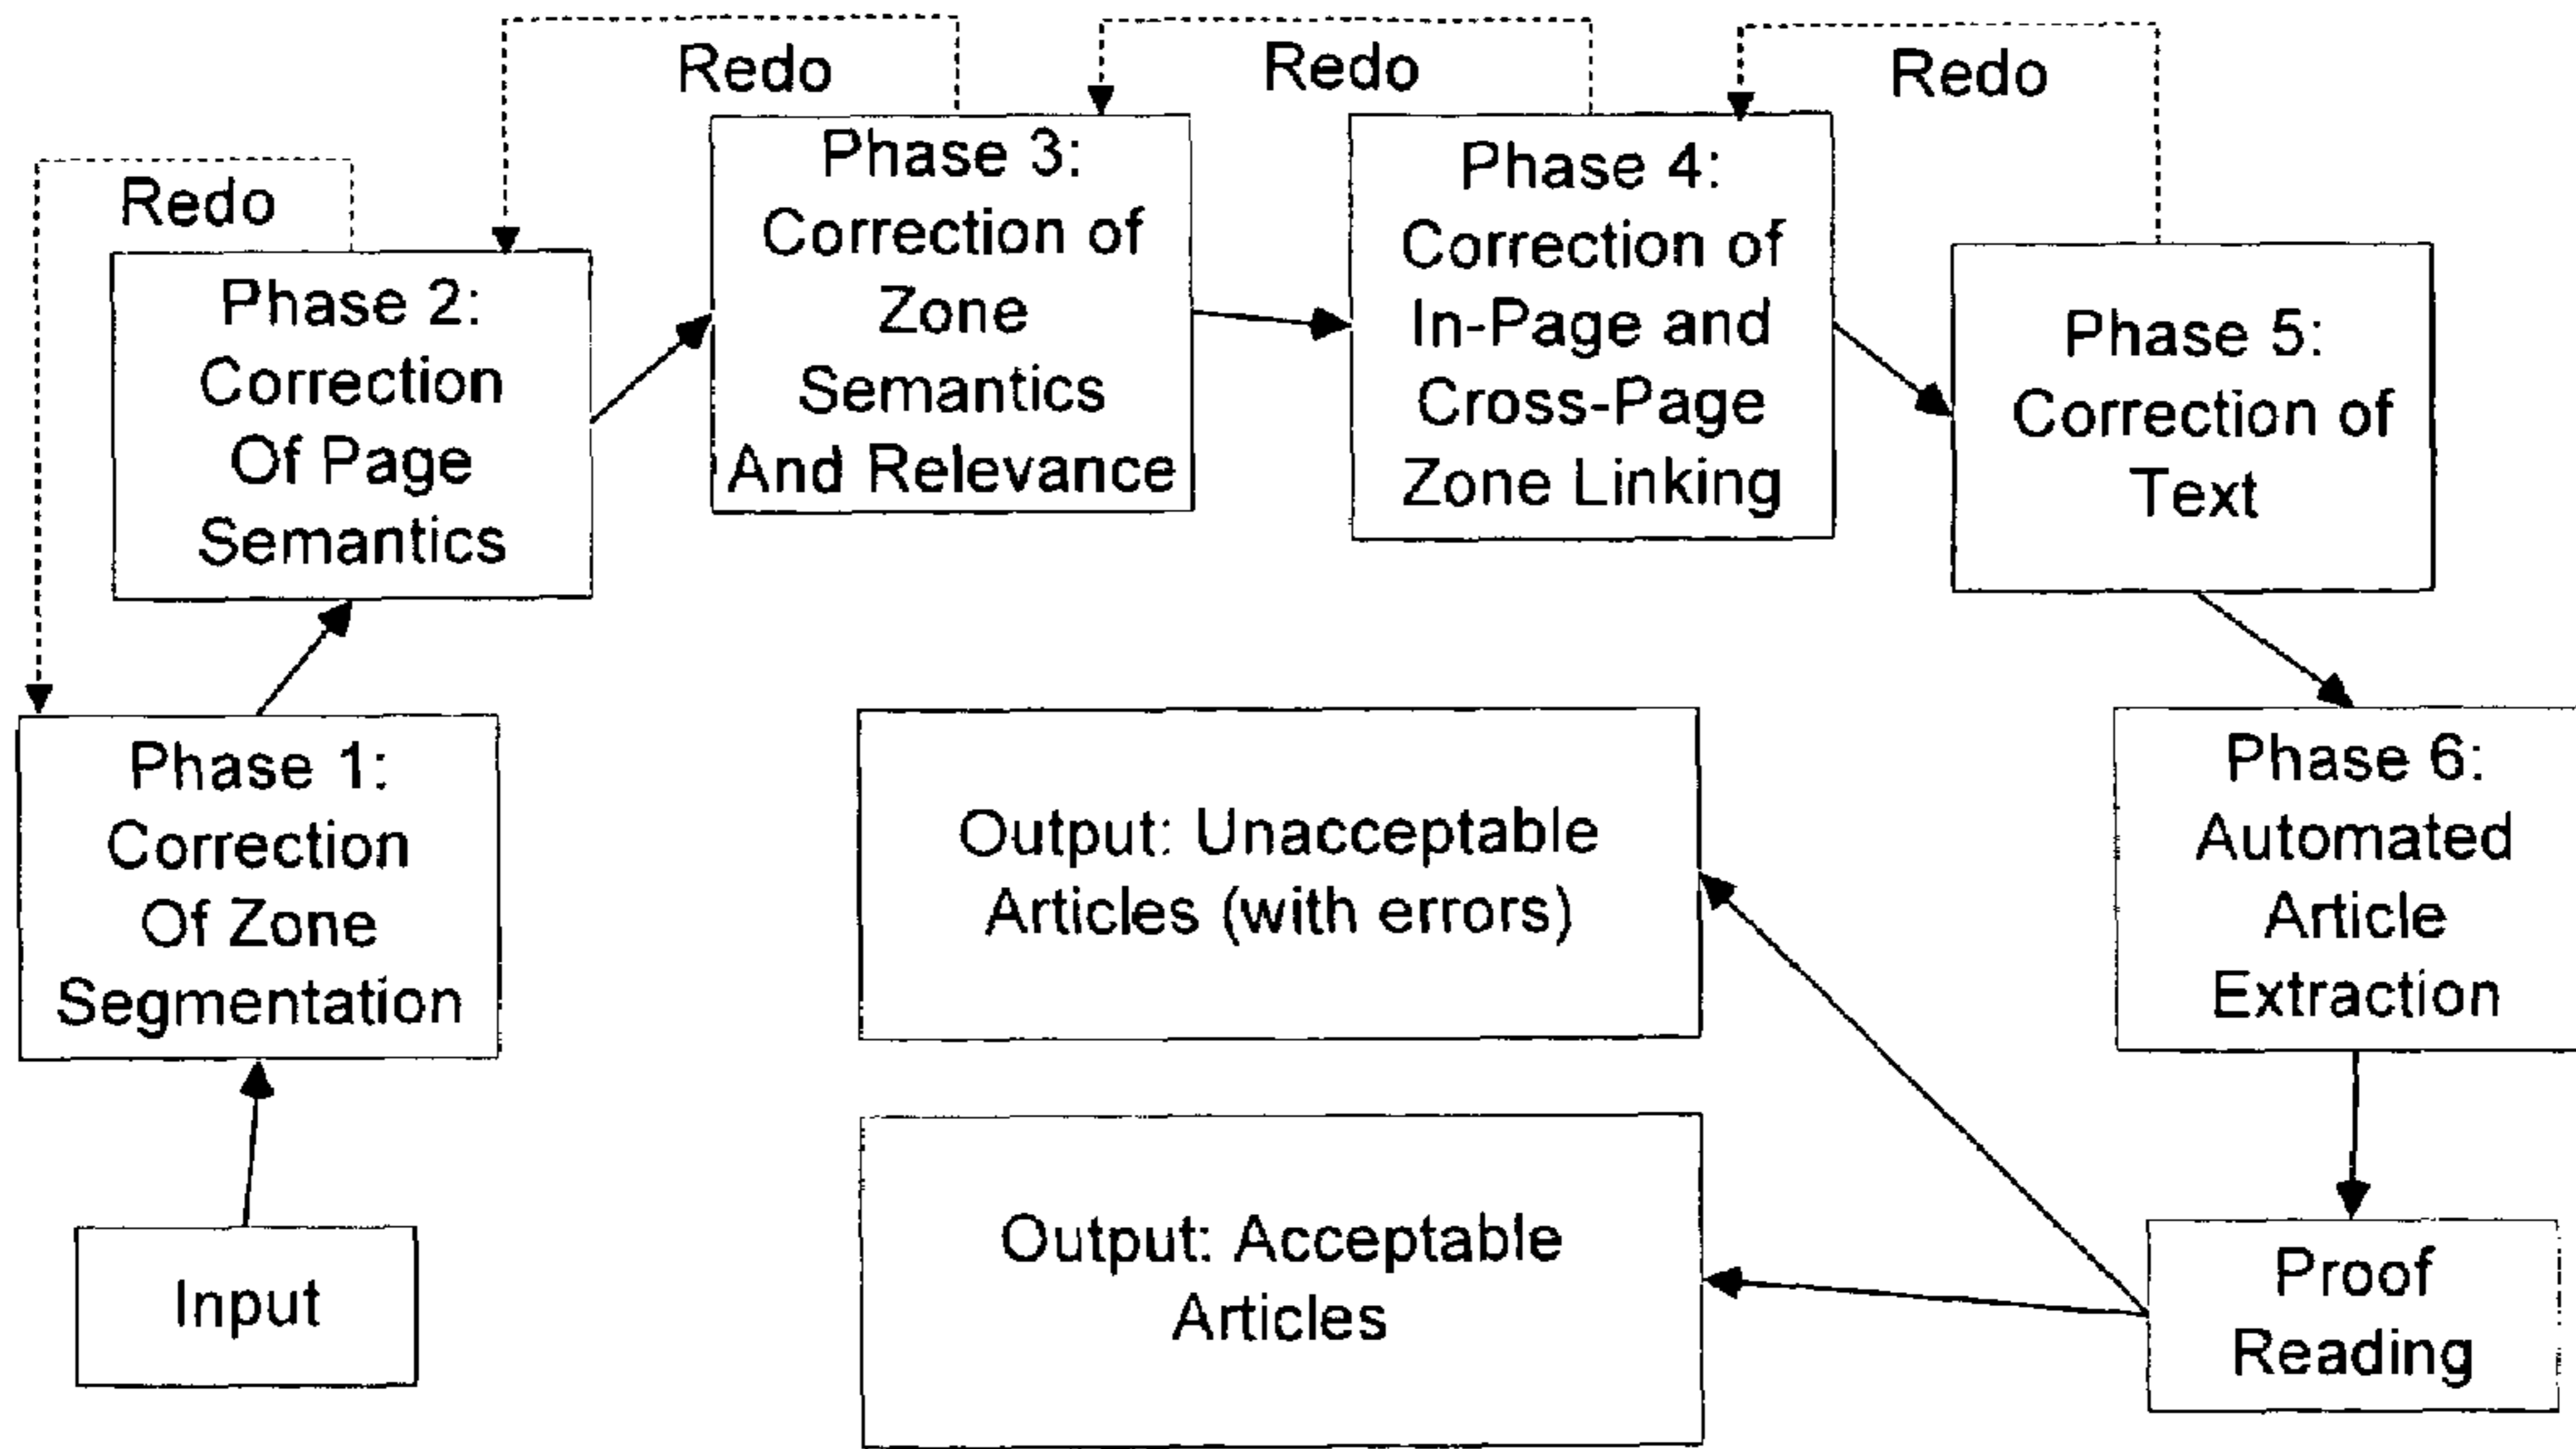 Redo
Redo
Redo
Redo
Phase 1:
Correction
Of Zone
Segmentation
Phase 2:
Correction
Of Page
Semantics
Phase 3:
Correction of
Zone
Semantics
And Relevance
Phase 4:
Correction of
In-Page and
Cross-Page
Zone Linking
Phase 5:
Correction of
Text
Phase 6:
Automated
Article
Extraction
Output: Unacceptable
Articles (with errors)
Output: Acceptable
Articles
Input
Proof
Reading